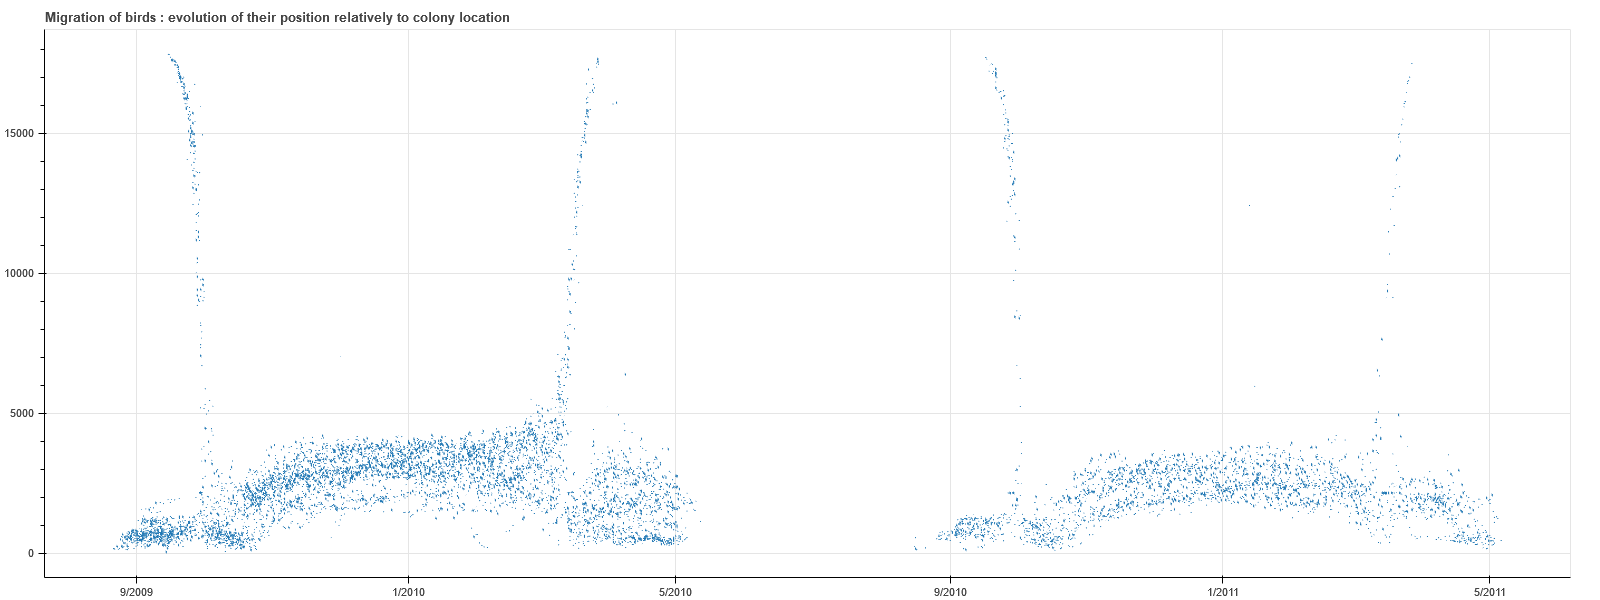 Migration of birds : evolution of their position relatively to colony location
15000
10000
5000
0
9/2009 1/2010 5/2010 9/2010 1/2011 5/2011